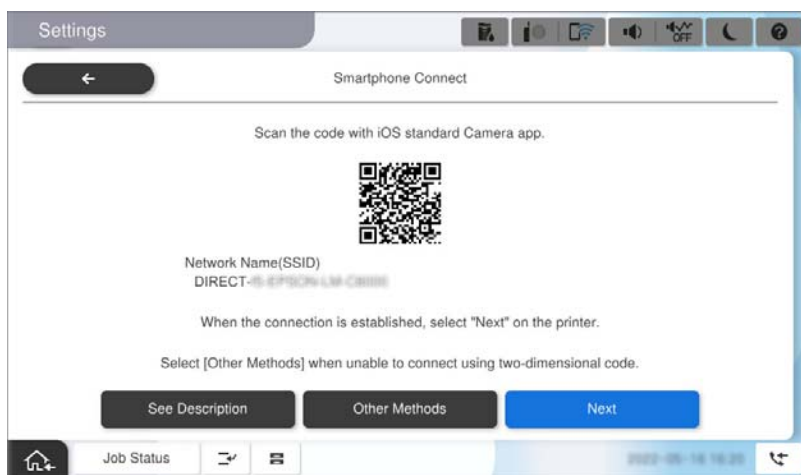 Settings
OFF
Smartphone Connect
Scan the code with iOS standard Camera app.
Network Name(SSID)
DIRECT-
When the connection is established, select "Next" on the printer.
Select [Other Methods] when unable to connect using two-dimensional code.
See Description
Other Methods
Next
Job Status